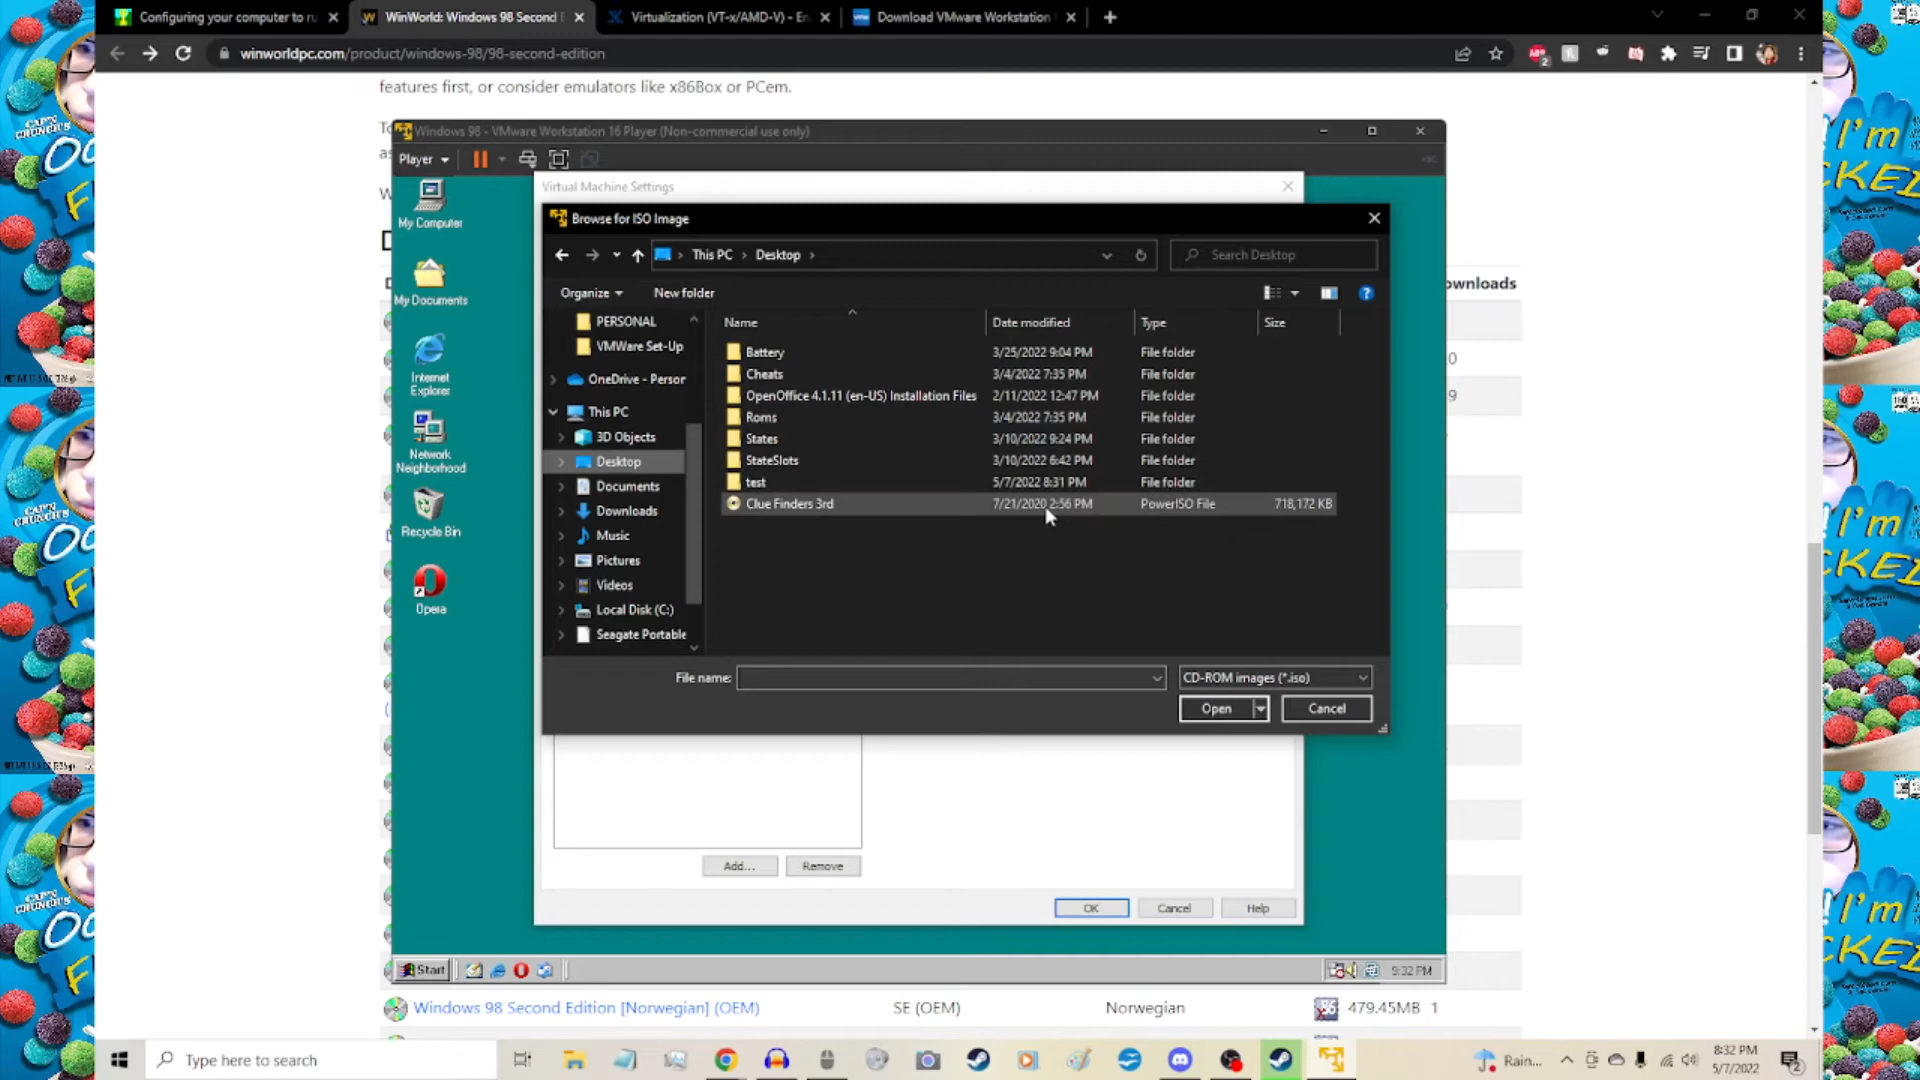 Configuring your computer to ru
WinWorld: Windows 98 Second E
Virtualization (VT-x/AMD-V) - En
Download VMware Workstation
winworldpc.com/product/windows-98/98-second-edition
features first, or consider emulators like x86Box or PCem.
Windows 98 - VMware Workstation 16 Player (Non-commercial use only)
Player
Virtual Machine Settings
Browse for ISO Image
This PC
Desktop
Search Desktop
Organize
New folder
PERSONAL
VMWare Set-Up
OneDrive - Persor
This PC
3D Objects
Desktop
Documents
Downloads
Music
Pictures
Videos
Local Disk (C:)
Seagate Portable
Name Date modified Type Size
Battery 3/25/2022 9:04 PM File folder
Cheats 3/4/2022 7:35 PM File folder
OpenOffice 4.1.11 (en-US) Installation Files 2/11/2022 12:47 PM File folder
Roms 3/4/2022 7:35 PM File folder
States 3/10/2022 9:24 PM File folder
StateSlots 3/10/2022 6:42 PM File folder
test 5/7/2022 8:31 PM File folder
Clue Finders 3rd 7/21/2020 2:56 PM PowerISO File 718,172 KB
File name:
CD-ROM images (*.iso)
Open
Cancel
My Computer
My Documents
Internet
Explorer
Network
Neighborhood
Recycle Bin
Opera
ownloads
0
9
Add...
Remove
OK
Cancel
Help
Start
9:32 PM
Windows 98 Second Edition [Norwegian] (OEM) SE (OEM) Norwegian 479.45MB 1
Type here to search
Rain...
8:32 PM
5/7/2022
2
CAP'N
CRUNCH'S
I'm